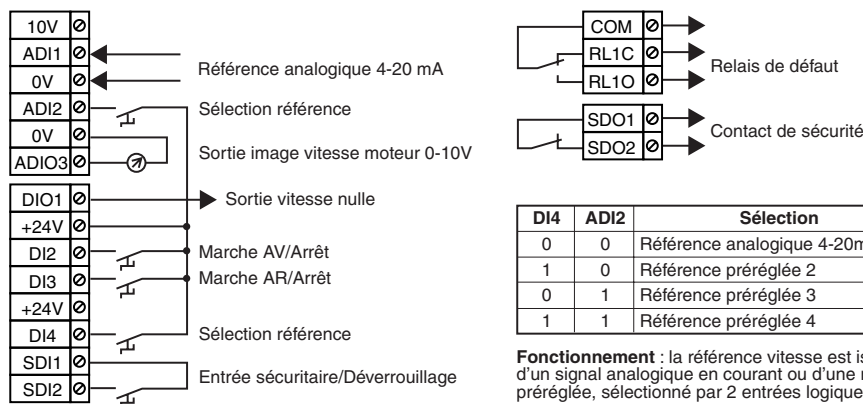 10V
ADI1
0V
ADI2
0V
ADIO3
Référence analogique 4-20 mA
Sélection référence
Sortie image vitesse moteur 0-10V
DIO1
+24V
DI2
DI3
+24V
DI4
SDI1
SDI2
Sortie vitesse nulle
Marche AV/Arrêt
Marche AR/Arrêt
Sélection référence
Entrée sécuritaire/Déverrouillage
COM
RL1C
RL1O
Relais de défaut
SDO1
SDO2
Contact de sécurité
DI4 ADI2 Sélection
0 0 Référence analogique 4-20m
1 0 Référence préréglée 2
0 1 Référence préréglée 3
1 1 Référence préréglée 4
Fonctionnement : la référence vitesse est is
d'un signal analogique en courant ou d'une
préréglée, sélectionné par 2 entrées logique